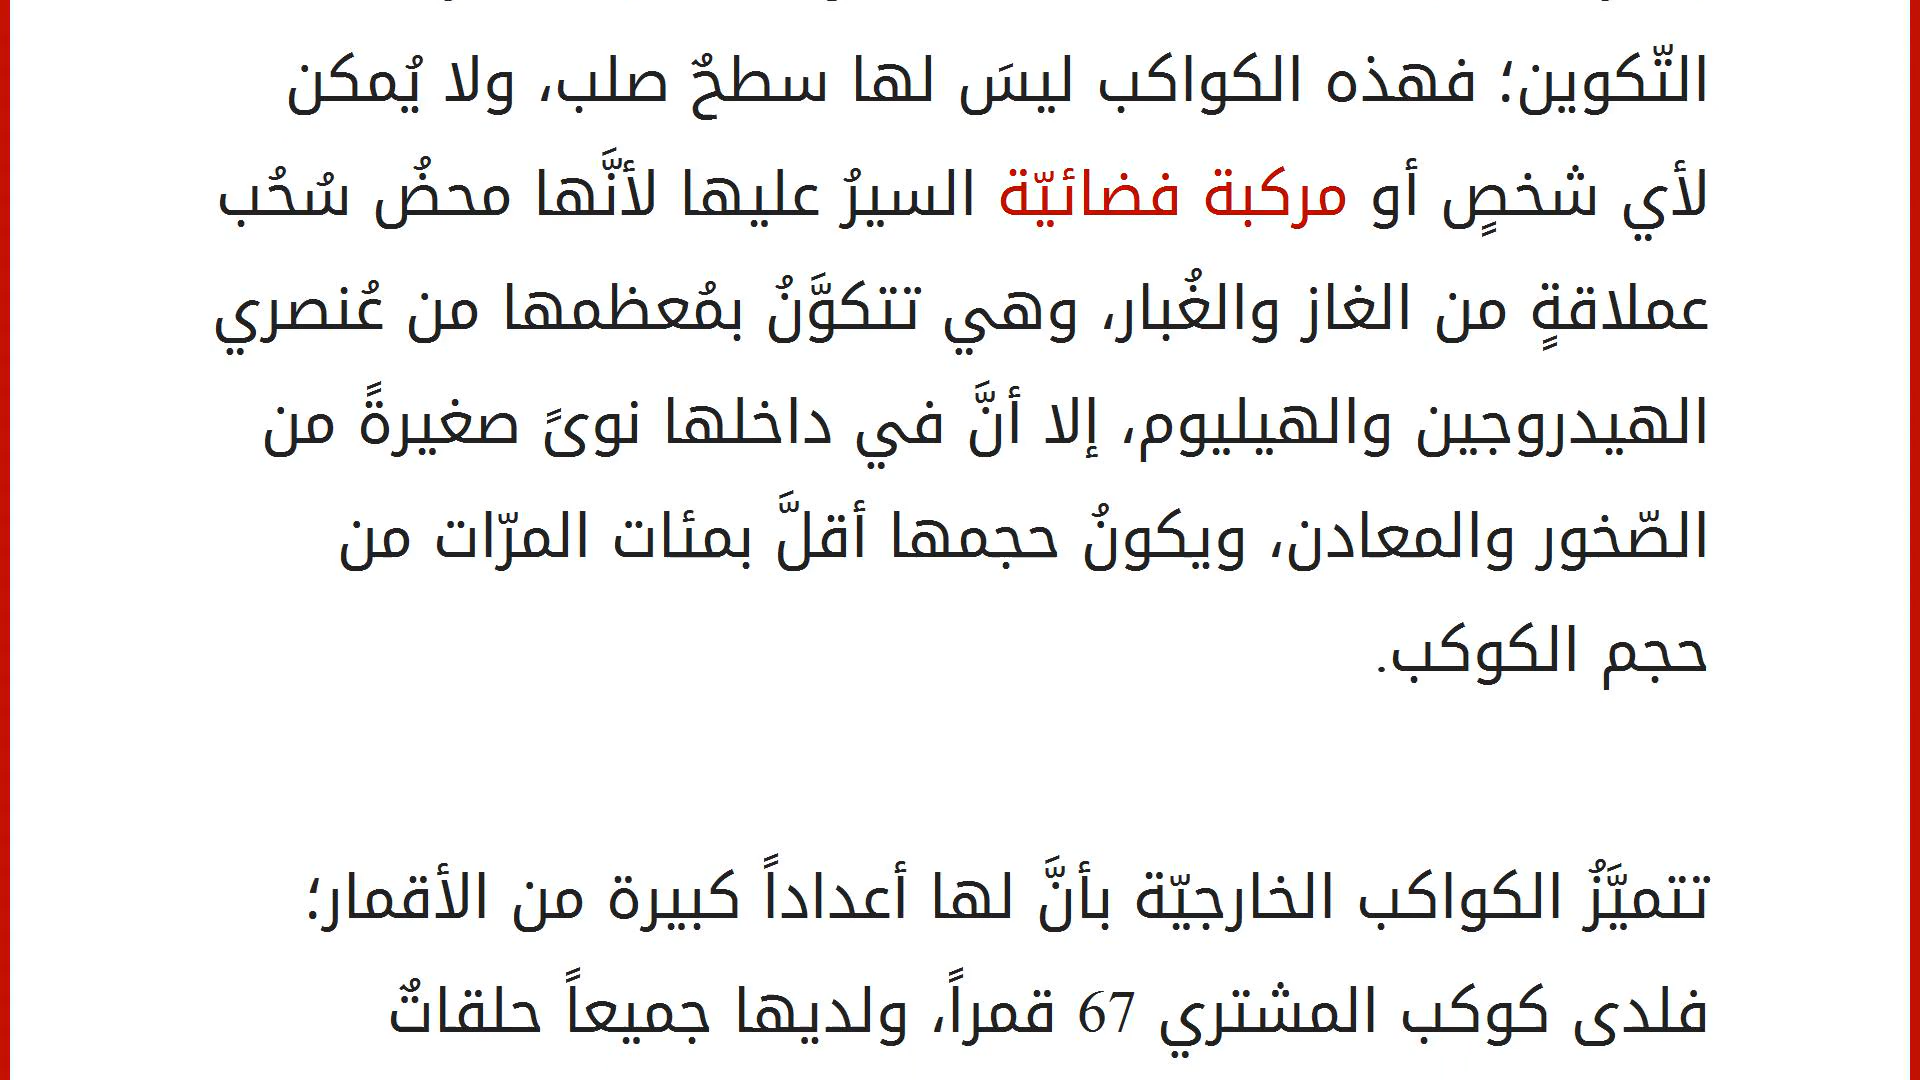 التّكوين؛ فهذه الكواكب ليسَ لها سطحٌ صلب، ولا يُمكن
لأي شخصٍ أو مركبة فضائيّة السيرُ عليها لأنَّها محضُ سُحُب
عملاقةٍ من الغاز والغُبار، وهي تتكوَّنُ بمُعظمها من عُنصري
الهيدروجين والهيليوم، إلا أنَّ في داخلها نوىً صغيرةً من
الصّخور والمعادن، ويكونُ حجمها أقلَّ بمئات المرّات من
حجم الكوكب.
تتميَّزُ الكواكب الخارجيّة بأنَّ لها أعداداً كبيرة من الأقمار؛
فلدى كوكب المشتري 67 قمراً، ولديها جميعاً حلقاتٌ